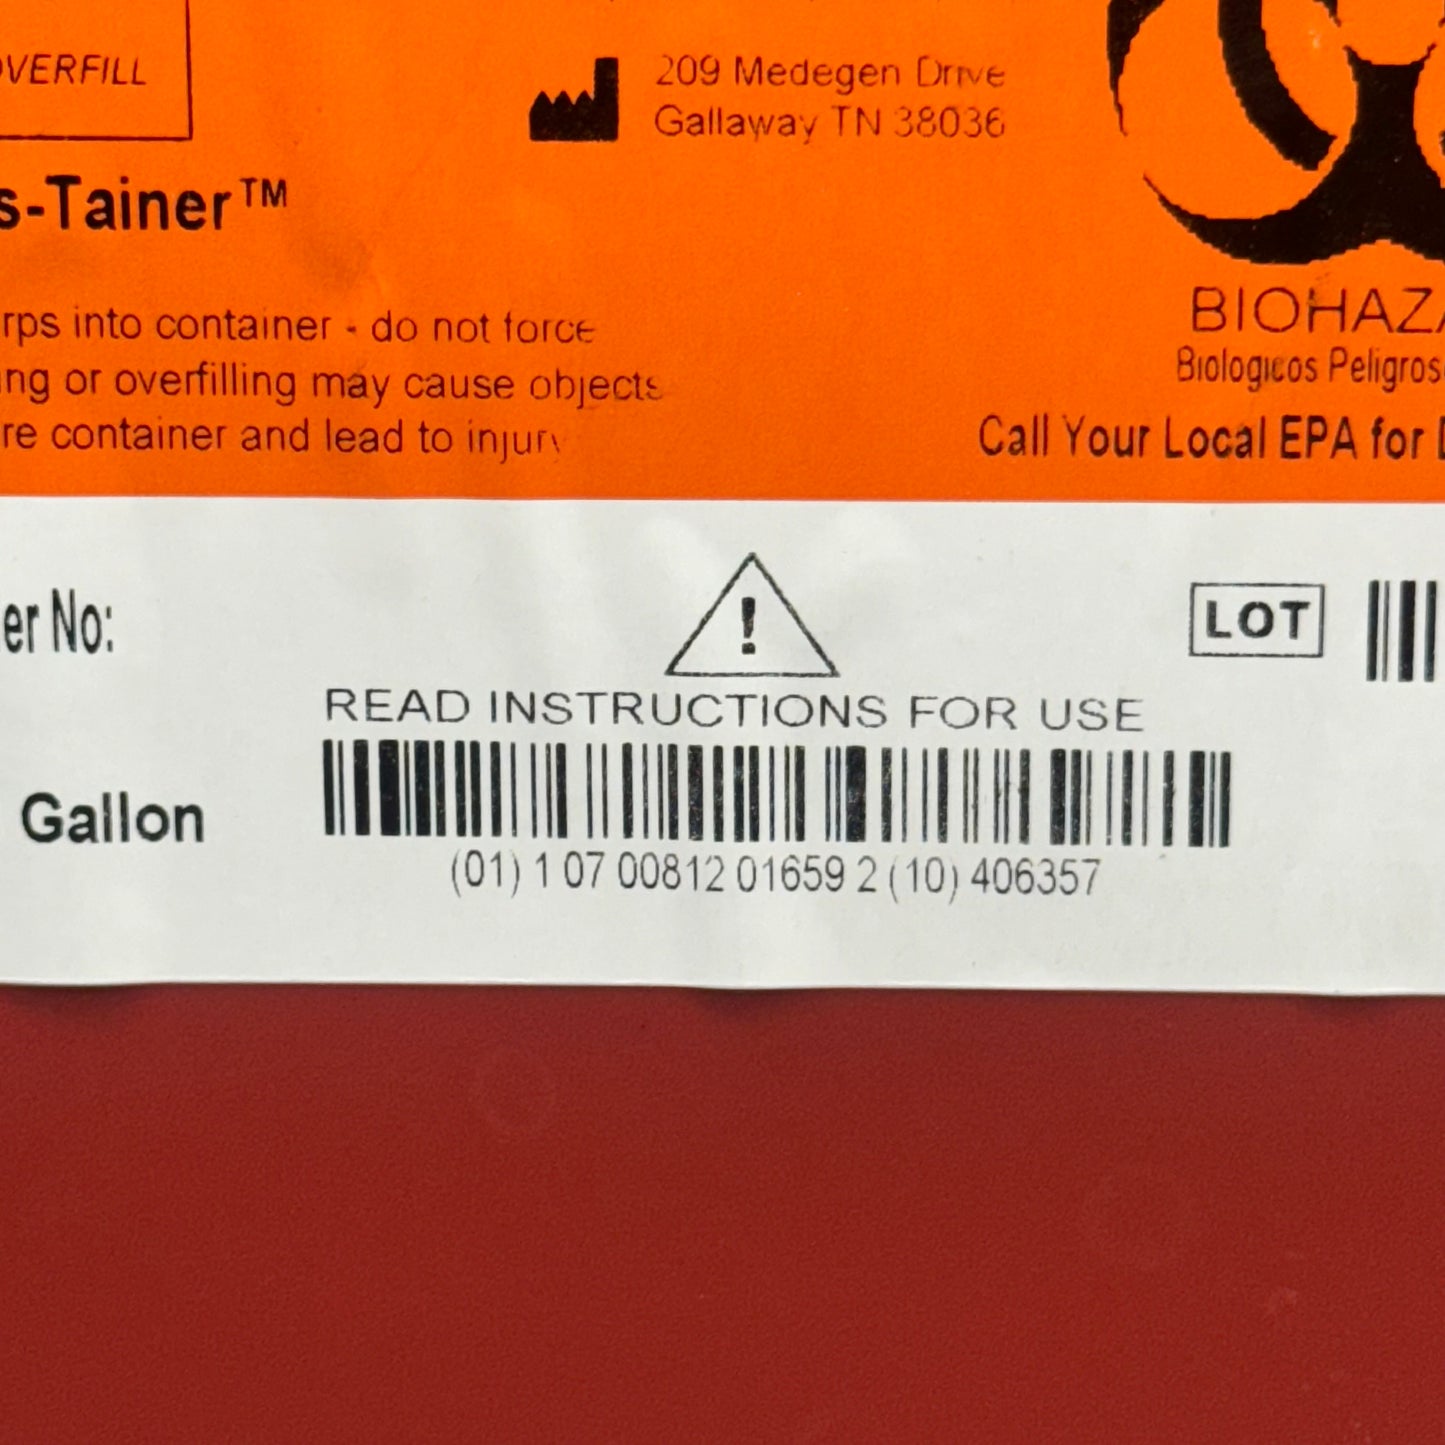 OVERFILL
209 Medegen Drive
Gallaway TN 38036
s-Tainer™
rps into container - do not force
ing or overfilling may cause objects
re container and lead to injury
BIOHAZA
Biologicos Peligros
Call Your Local EPA for D
er No:
!
LOT
READ INSTRUCTIONS FOR USE
Gallon
(01) 1 07 00812 01659 2 (10) 406357